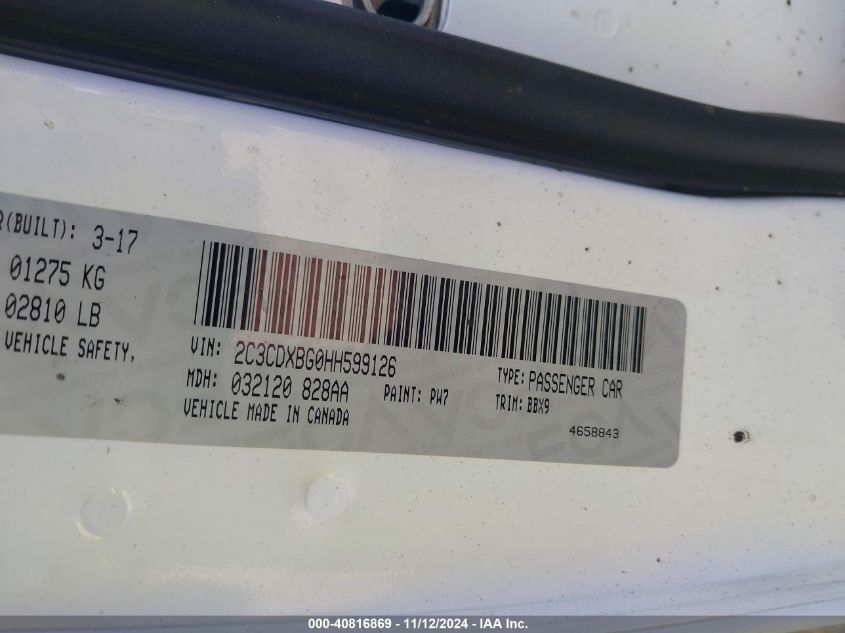 R(BUILT): 3-17
01275 KG
02810 LB
VEHICLE SAFETY,
VIN: 2C3CDXBG0HH599126
TYPE: PASSENGER CAR
MDH: 032120 828AA PAINT: PW7 TRIM: BBX9
VEHICLE MADE IN CANADA
4658843
000-40816869 - 11/12/2024 - IAA Inc.